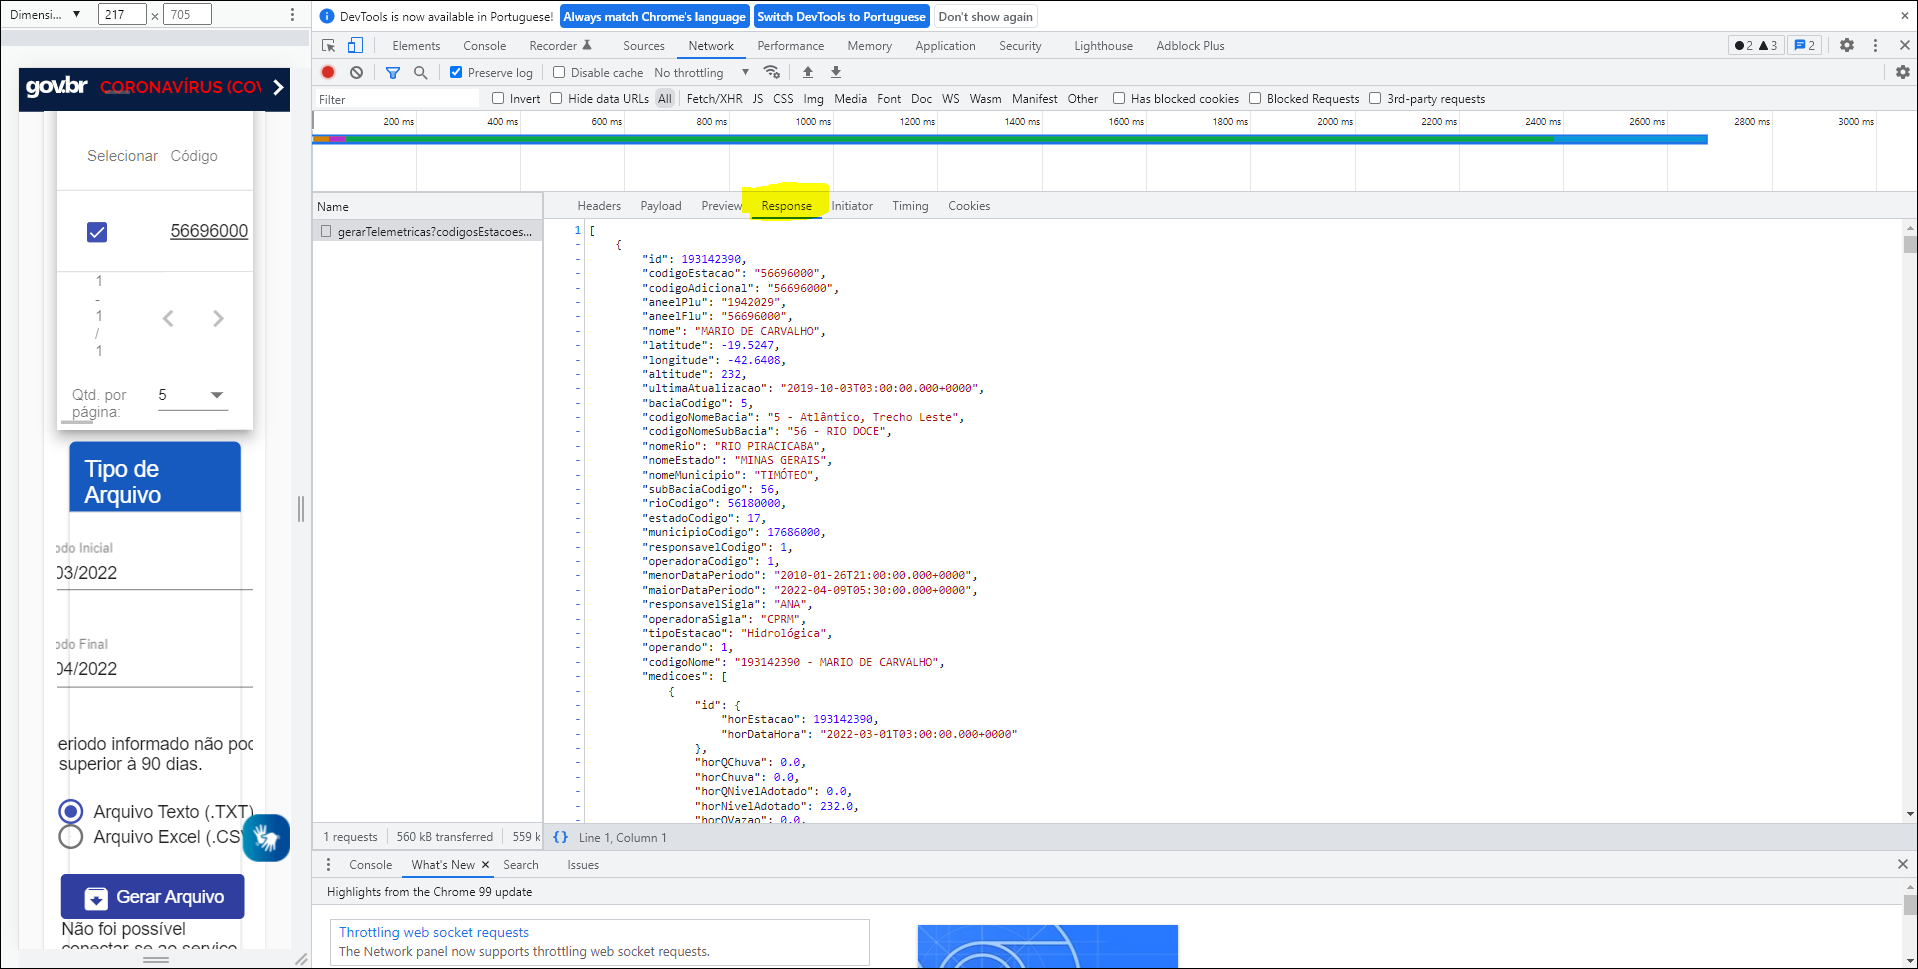 Dimensi... ▼ 217 × 705
DevTools is now available in Portuguese! Always match Chrome's language Switch DevTools to Portuguese Don't show again
Elements Console Recorder Sources Network Performance Memory Application Security Lighthouse Adblock Plus 2 3 2
Preserve log Disable cache No throttling
Filter Invert Hide data URLs All Fetch/XHR JS CSS Img Media Font Doc WS Wasm Manifest Other Has blocked cookies Blocked Requests 3rd-party requests
200 ms 400 ms 600 ms 800 ms 1000 ms 1200 ms 1400 ms 1600 ms 1800 ms 2000 ms 2200 ms 2400 ms 2600 ms 2800 ms 3000 ms
gov.br CORONAVÍRUS (COV
Selecionar Código
56696000
1
-
1
/
1
Qtd. por
página:
5
Tipo de
Arquivo
odo Inicial
03/2022
odo Final
04/2022
eriodo informado não poc
superior à 90 dias.
Arquivo Texto (.TXT)
Arquivo Excel (.CSV
Gerar Arquivo
Não foi possível
conectar-se ao serviço
Name
gerarTelemetricas?codigosEstacoes...
1 requests 560 kB transferred 559 k
Headers Payload Preview Response Initiator Timing Cookies
1 [
{
"id": 193142390,
"codigoEstacao": "56696000",
"codigoAdicional": "56696000",
"aneelPlu": "1942029",
"aneelFlu": "56696000",
"nome": "MARIO DE CARVALHO",
"latitude": -19.5247,
"longitude": -42.6408,
"altitude": 232,
"ultimaAtualizacao": "2019-10-03T03:00:00.000+0000",
"baciaCodigo": 5,
"codigoNomeBacia": "5 - Atlântico, Trecho Leste",
"codigoNomeSubBacia": "56 - RIO DOCE",
"nomeRio": "RIO PIRACICABA",
"nomeEstado": "MINAS GERAIS",
"nomeMunicipio": "TIMÓTEO",
"subBaciaCodigo": 56,
"rioCodigo": 56180000,
"estadoCodigo": 17,
"municipioCodigo": 17686000,
"responsavelCodigo": 1,
"operadoraCodigo": 1,
"menorDataPeriodo": "2010-01-26T21:00:00.000+0000",
"maiorDataPeriodo": "2022-04-09T05:30:00.000+0000",
"responsavelSigla": "ANA",
"operadoraSigla": "CPRM",
"tipoEstacao": "Hidrológica",
"operando": 1,
"codigoNome": "193142390 - MARIO DE CARVALHO",
"medicoes": [
{
"id": {
"horEstacao": 193142390,
"horDataHora": "2022-03-01T03:00:00.000+0000"
},
"horQChuva": 0.0,
"horChuva": 0.0,
"horQNivelAdotado": 0.0,
"horNivelAdotado": 232.0,
"horQVazao": 0.0,
{} Line 1, Column 1
Console What's New × Search Issues
Highlights from the Chrome 99 update
Throttling web socket requests
The Network panel now supports throttling web socket requests.